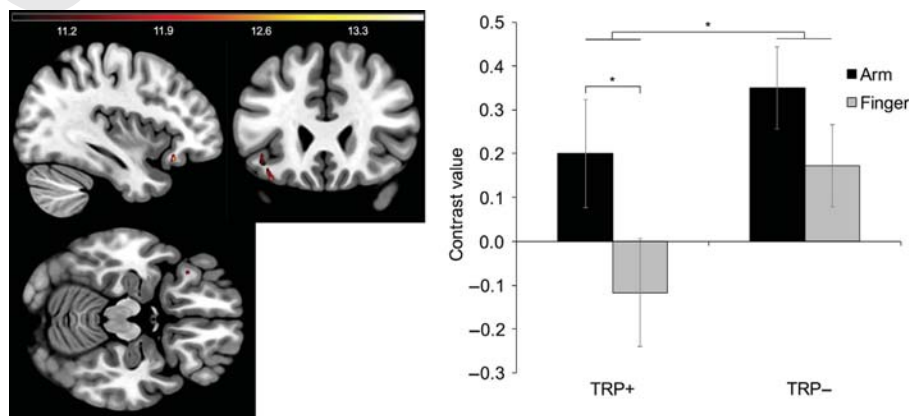 11.2 11.9 12.6 13.3
Contrast value
0.5
0.4
0.3
0.2
0.1
0.0
–0.1
–0.2
–0.3
*
*
Arm
Finger
TRP+ TRP–